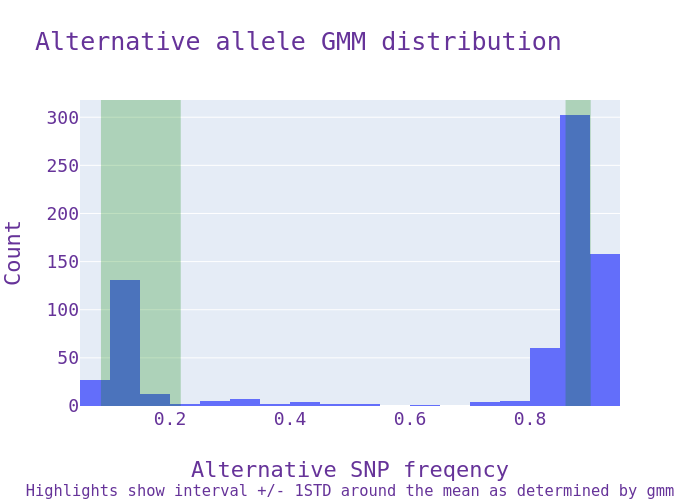 Alternative allele GMM distribution
300
250
200
150
100
50
0
Count
0.2 0.4 0.6 0.8
Alternative SNP freqency
Highlights show interval +/- 1STD around the mean as determined by gmm